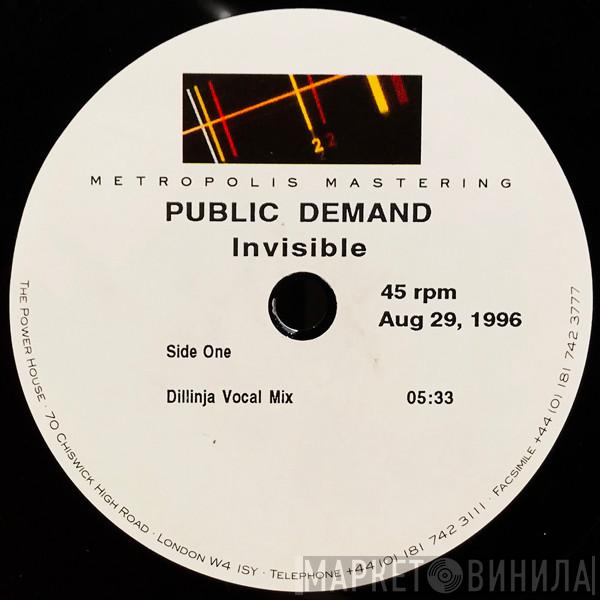 2
2
METROPOLIS MASTERING
PUBLIC DEMAND
Invisible
45 rpm
Aug 29, 1996
Side One
Dillinja Vocal Mix 05:33
THE POWER HOUSE · 70 CHISWICK HIGH ROAD · LONDON W4 1SY · TELEPHONE +44 (0) 181 742 3111 · FACSIMILE +44 (0) 181 742 3777
МАРКЕТ ВИНИЛА